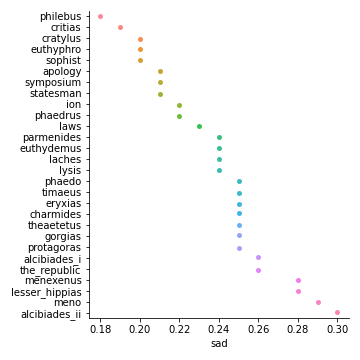 philebus
critias
cratylus
euthyphro
sophist
apology
symposium
statesman
ion
phaedrus
laws
parmenides
euthydemus
laches
lysis
phaedo
timaeus
eryxias
charmides
theaetetus
gorgias
protagoras
alcibiades_i
the_republic
menexenus
lesser_hippias
meno
alcibiades_ii
0.18 0.20 0.22 0.24 0.26 0.28 0.30
sad